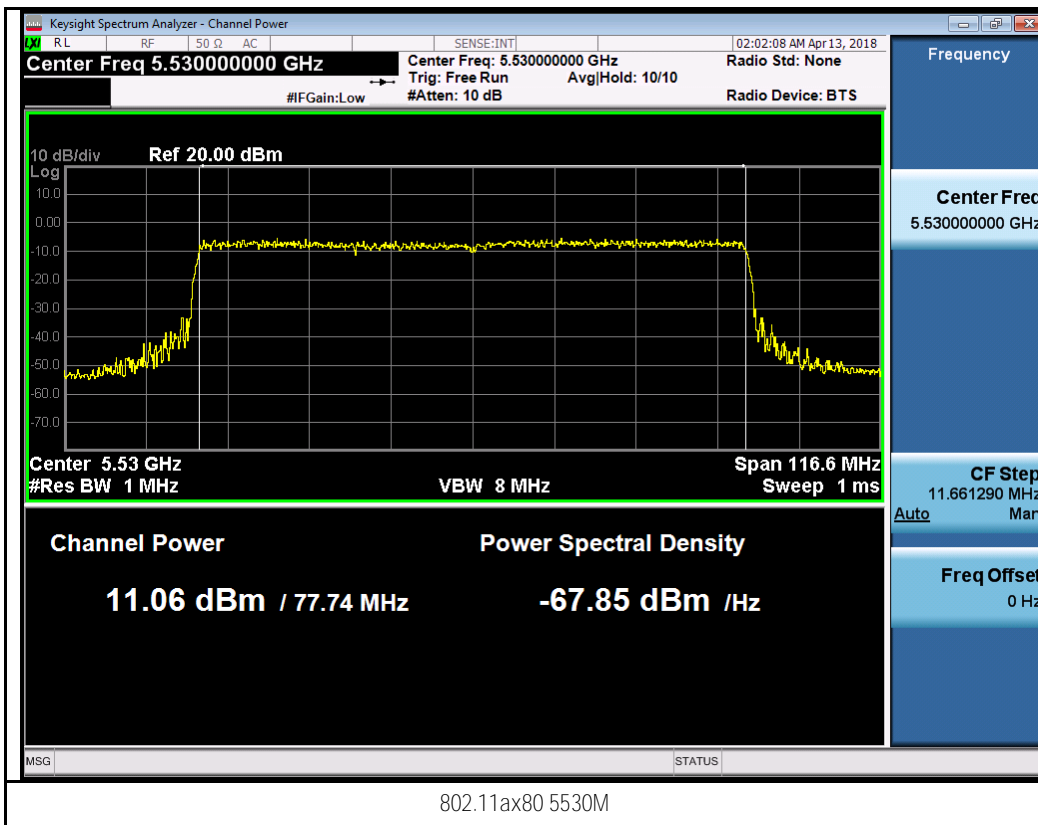 Keysight Spectrum Analyzer - Channel Power
LXI RL RF 50 Ω AC SENSE:INT 02:02:08 AM Apr 13, 2018
Center Freq 5.530000000 GHz
#IFGain:Low
Center Freq: 5.530000000 GHz
Trig: Free Run Avg|Hold: 10/10
#Atten: 10 dB
Radio Std: None
Radio Device: BTS
10 dB/div Ref 20.00 dBm
Log
10.0
0.00
-10.0
-20.0
-30.0
-40.0
-50.0
-60.0
-70.0
Center 5.53 GHz Span 116.6 MHz
#Res BW 1 MHz VBW 8 MHz Sweep 1 ms
Channel Power Power Spectral Density
11.06 dBm / 77.74 MHz -67.85 dBm /Hz
Frequency
Center Freq
5.530000000 GHz
CF Step
11.661290 MHz
Auto Man
Freq Offset
0 Hz
MSG STATUS
802.11ax80 5530M